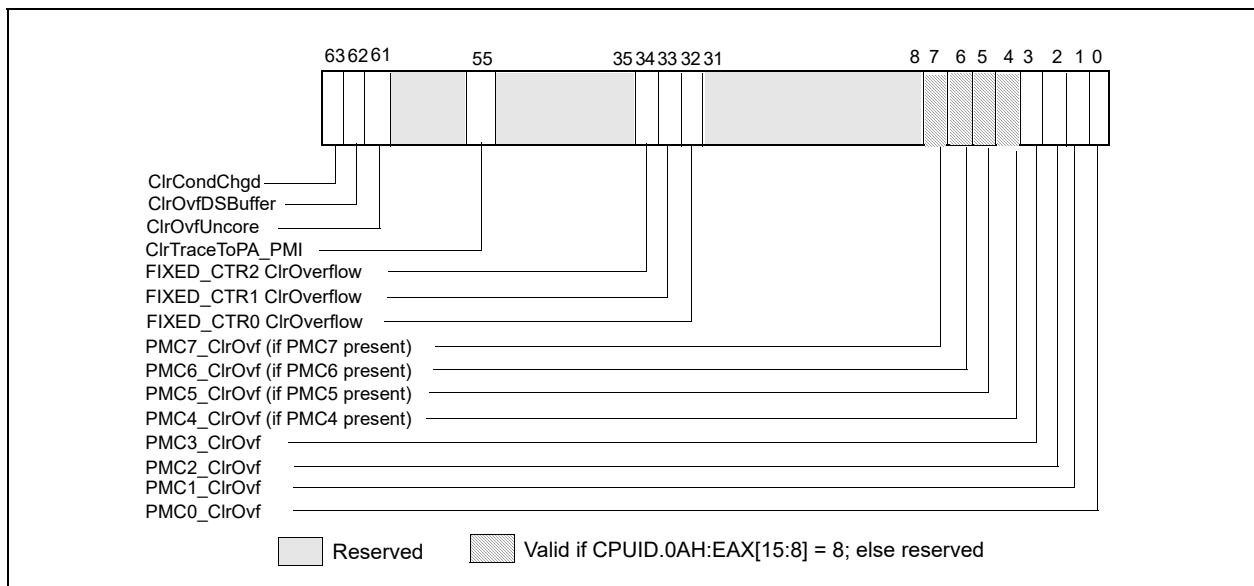 63 62 61 55 35 34 33 32 31 8 7 6 5 4 3 2 1 0
ClrCondChgd
ClrOvfDSBuffer
ClrOvfUncore
ClrTraceToPA_PMI
FIXED_CTR2 ClrOverflow
FIXED_CTR1 ClrOverflow
FIXED_CTR0 ClrOverflow
PMC7_ClrOvf (if PMC7 present)
PMC6_ClrOvf (if PMC6 present)
PMC5_ClrOvf (if PMC5 present)
PMC4_ClrOvf (if PMC4 present)
PMC3_ClrOvf
PMC2_ClrOvf
PMC1_ClrOvf
PMC0_ClrOvf
Reserved Valid if CPUID.0AH:EAX[15:8] = 8; else reserved